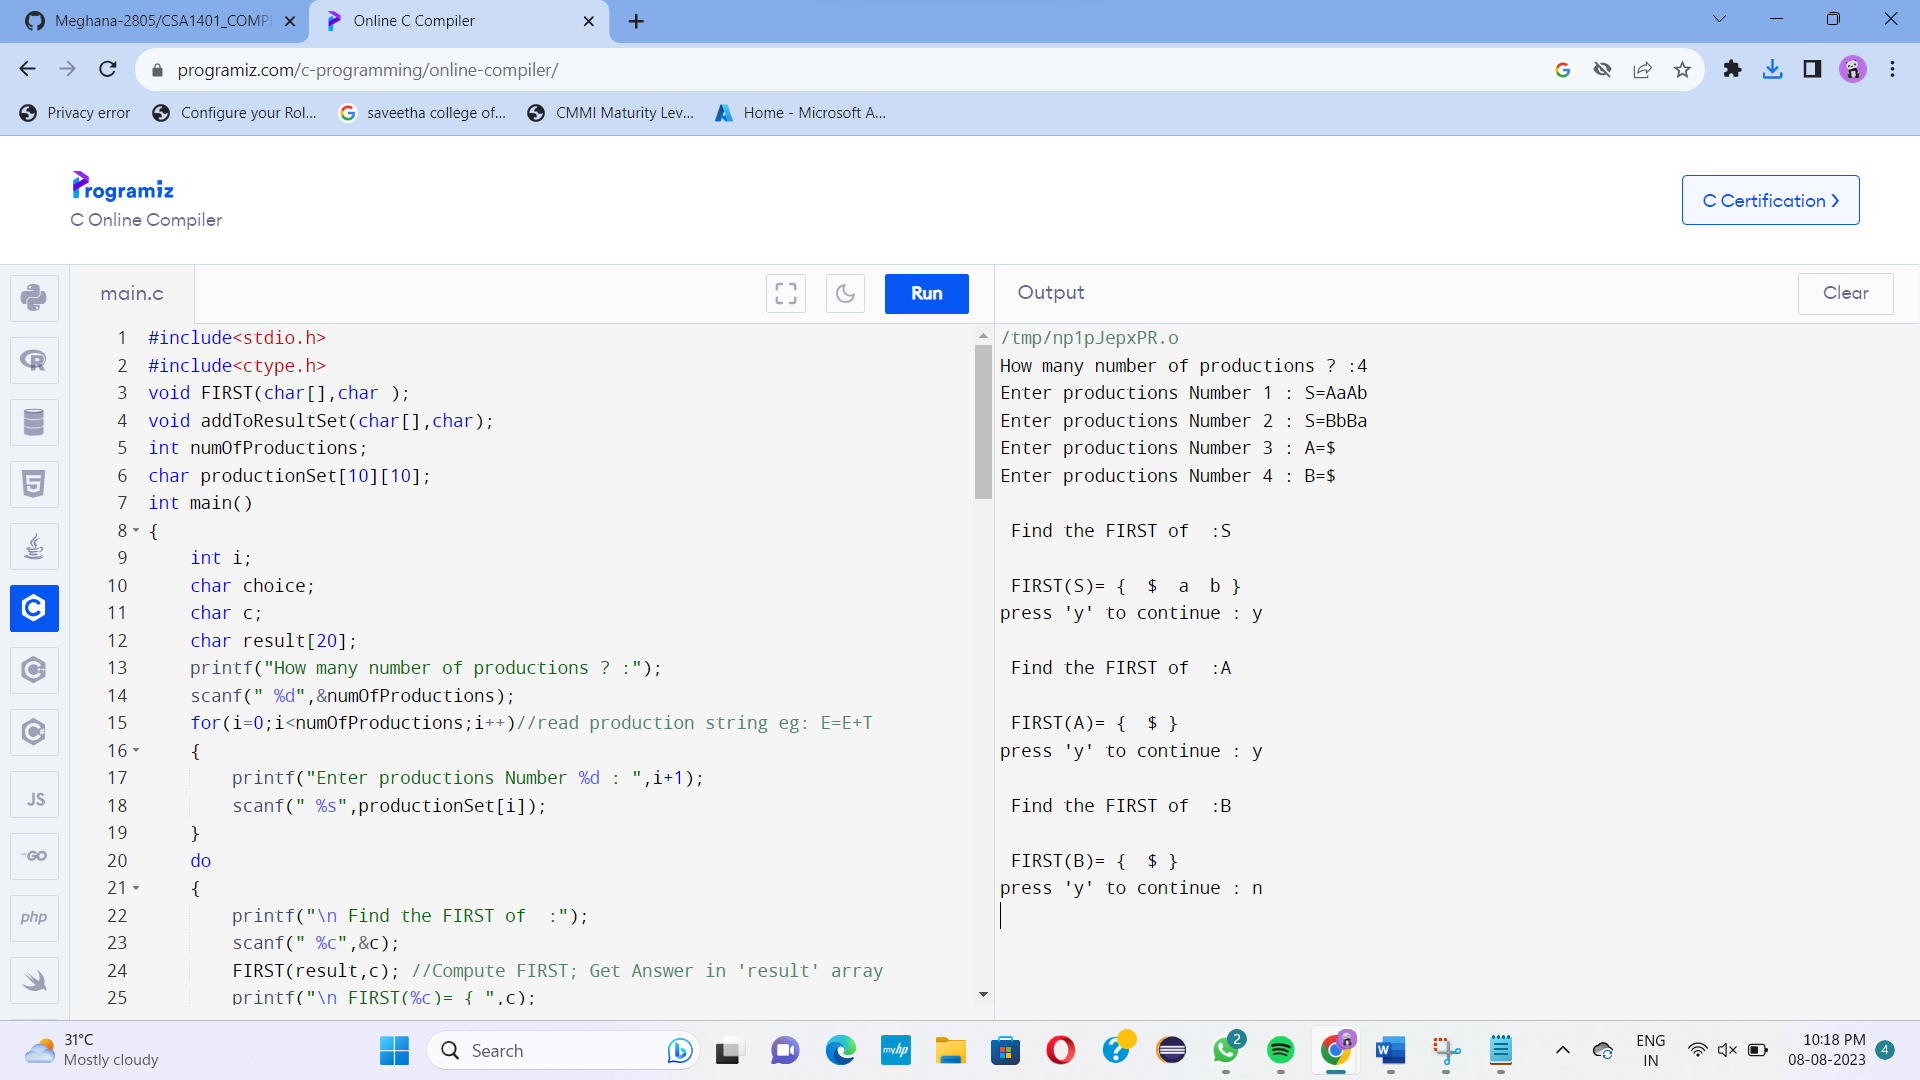 Meghana-2805/CSA1401_COMPI
Online C Compiler
programiz.com/c-programming/online-compiler/
Privacy error
Configure your Rol...
saveetha college of...
CMMI Maturity Lev...
Home - Microsoft A...
Programiz
C Online Compiler
C Certification
main.c
Run
Output
Clear
1 #include<stdio.h>
2 #include<ctype.h>
3 void FIRST(char[],char );
4 void addToResultSet(char[],char);
5 int numOfProductions;
6 char productionSet[10][10];
7 int main()
8 {
9 int i;
10 char choice;
11 char c;
12 char result[20];
13 printf("How many number of productions ? :");
14 scanf(" %d",&numOfProductions);
15 for(i=0;i<numOfProductions;i++)//read production string eg: E=E+T
16 {
17 printf("Enter productions Number %d : ",i+1);
18 scanf(" %s",productionSet[i]);
19 }
20 do
21 {
22 printf("\n Find the FIRST of  :");
23 scanf(" %c",&c);
24 FIRST(result,c); //Compute FIRST; Get Answer in 'result' array
25 printf("\n FIRST(%c)= { ",c);
/tmp/np1pJepxPR.o
How many number of productions ? :4
Enter productions Number 1 : S=AaAb
Enter productions Number 2 : S=BbBa
Enter productions Number 3 : A=$
Enter productions Number 4 : B=$
Find the FIRST of  :S
FIRST(S)= {  $  a  b }
press 'y' to continue : y
Find the FIRST of  :A
FIRST(A)= {  $ }
press 'y' to continue : y
Find the FIRST of  :B
FIRST(B)= {  $ }
press 'y' to continue : n
JS
GO
php
31°C
Mostly cloudy
Search
myhp
2
ENG
IN
10:18 PM
08-08-2023
4